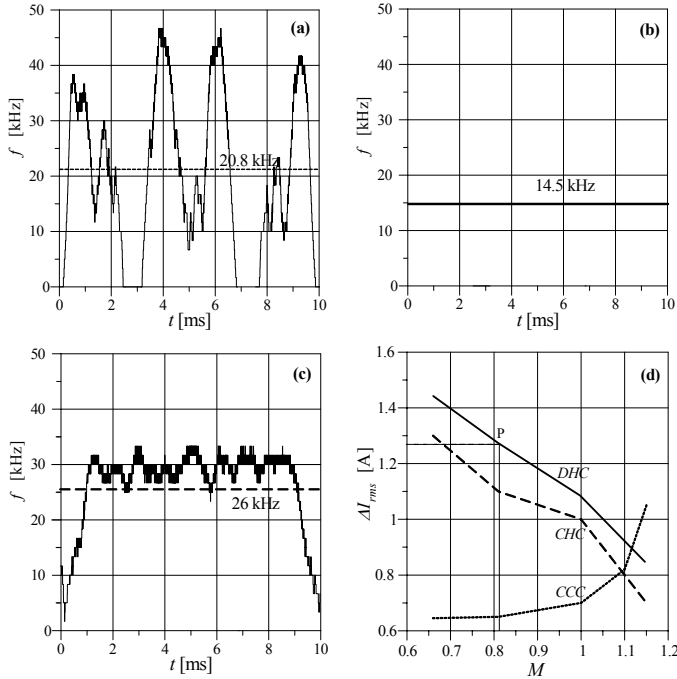 (a)
50
40
30
20
10
0
f [kHz]
20.8 kHz
0 2 4 6 8 10
t [ms]
(b)
50
40
30
20
10
0
f [kHz]
14.5 kHz
0 2 4 6 8 10
t [ms]
(c)
50
40
30
20
10
0
f [kHz]
26 kHz
0 2 4 6 8 10
t [ms]
(d)
1.6
1.4
1.2
1
0.8
0.6
ΔIrms [A]
P
DHC
CHC
CCC
0.6 0.7 0.8 0.9 1 1.1 1.2
M